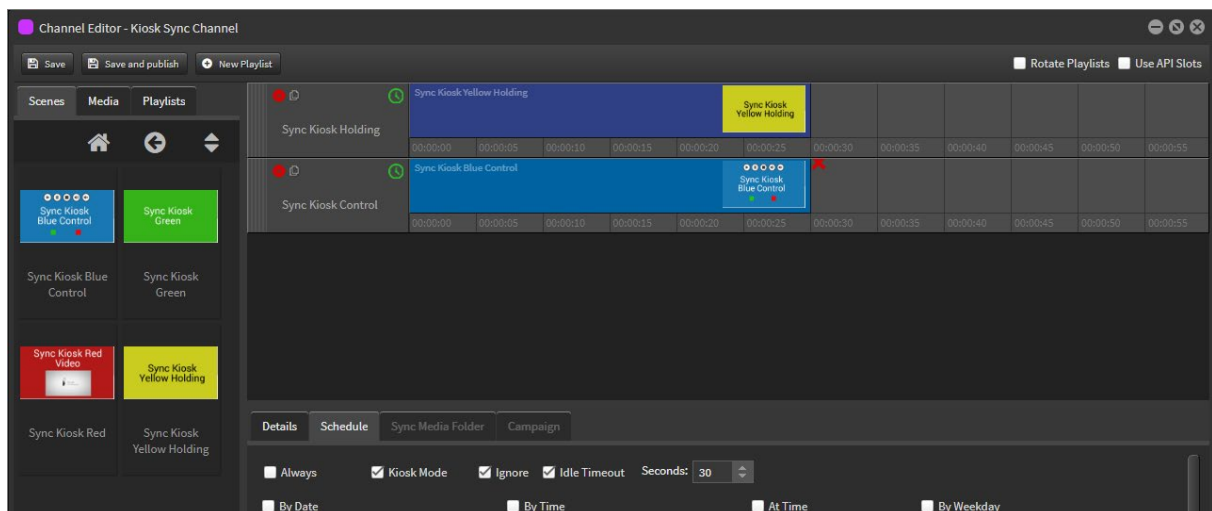 Channel Editor - Kiosk Sync Channel
Save Save and publish New Playlist Rotate Playlists Use API Slots
Scenes Media Playlists
Sync Kiosk
Blue Control
Sync Kiosk
Green
Sync Kiosk Blue
Control
Sync Kiosk
Green
Sync Kiosk Red
Video
Sync Kiosk
Yellow Holding
Sync Kiosk Red
Sync Kiosk
Yellow Holding
Sync Kiosk Holding
Sync Kiosk Yellow Holding
Sync Kiosk
Yellow Holding
00:00:00 00:00:05 00:00:10 00:00:15 00:00:20 00:00:25 00:00:30 00:00:35 00:00:40 00:00:45 00:00:50 00:00:55
Sync Kiosk Control
Sync Kiosk Blue Control
Sync Kiosk
Blue Control
00:00:00 00:00:05 00:00:10 00:00:15 00:00:20 00:00:25 00:00:30 00:00:35 00:00:40 00:00:45 00:00:50 00:00:55
Details Schedule Sync Media Folder Campaign
Always Kiosk Mode Ignore Idle Timeout Seconds: 30
By Date By Time At Time By Weekday